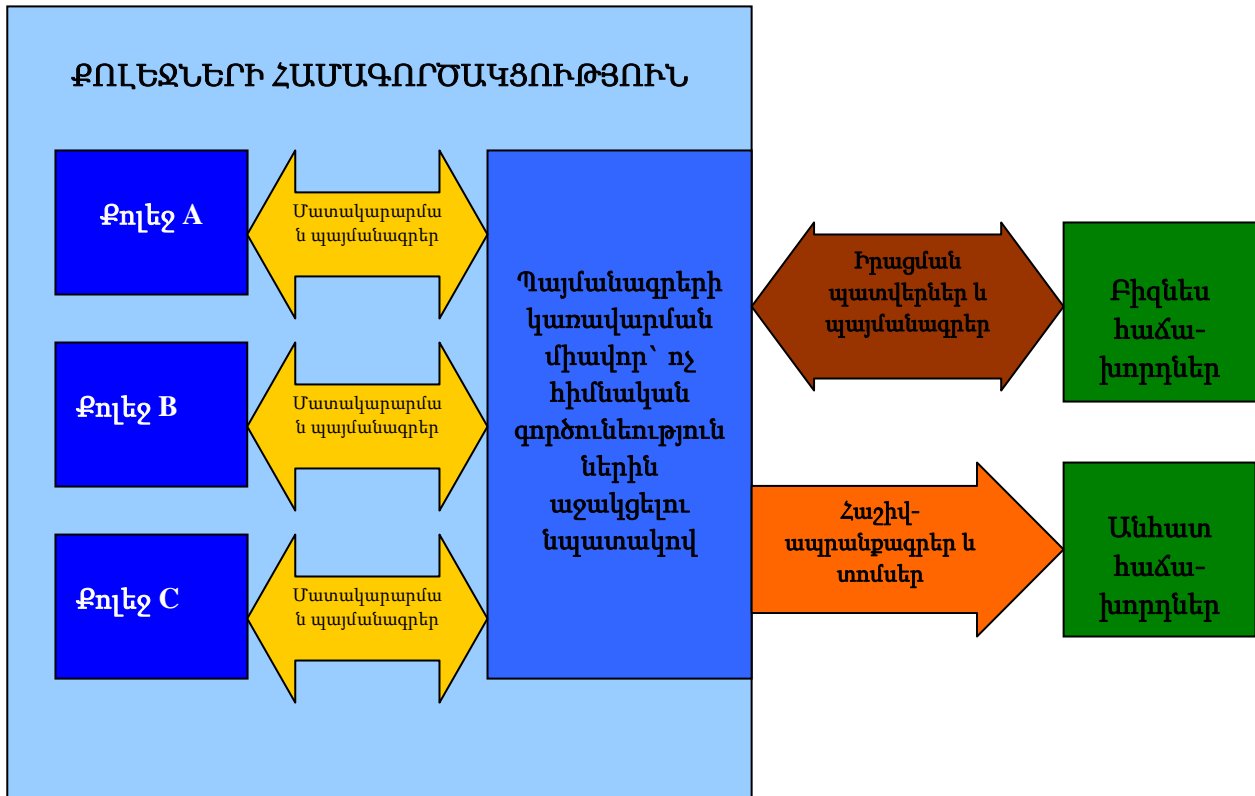 ՔՈԼԵՋՆԵՐԻ ՀԱՄԱԳՈՐԾԱԿՑՈՒԹՅՈՒՆ
Քոլեջ A
Մատակարարմա
ն պայմանագրեր
Քոլեջ B
Մատակարարմա
ն պայմանագրեր
Քոլեջ C
Մատակարարմա
ն պայմանագրեր
Պայմանագրերի
կառավարման
միավոր՝ ոչ
հիմնական
գործունեություն
ներին
աջակցելու
նպատակով
Իրացման
պատվերներ և
պայմանագրեր
Բիզնես
հաճա-
խորդներ
Հաշիվ-
ապրանքագրեր և
տոմսեր
Անհատ
հաճա-
խորդներ